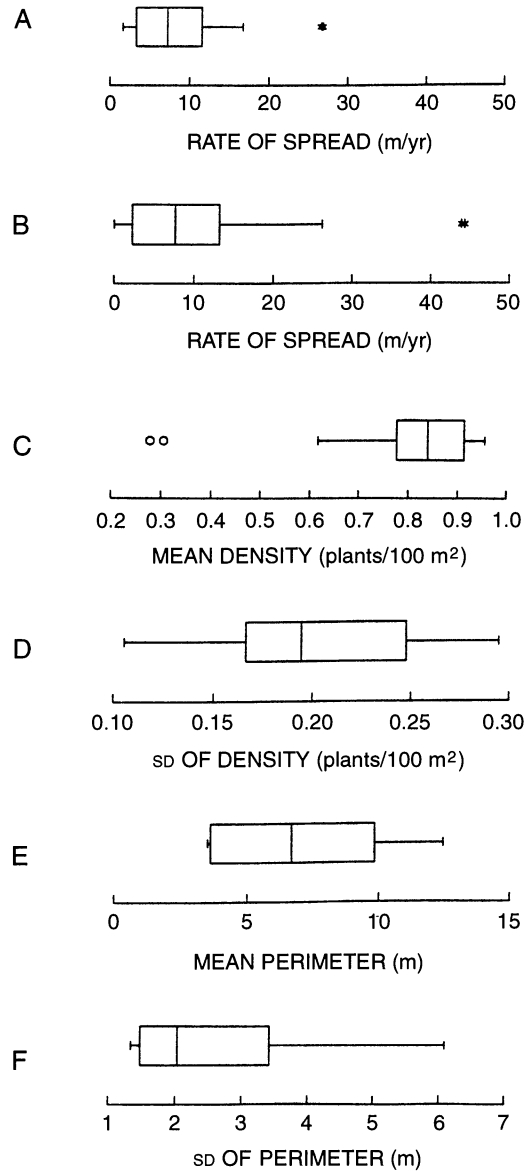 A
0 10 20 30 40 50
RATE OF SPREAD (m/yr)
B
0 10 20 30 40 50
RATE OF SPREAD (m/yr)
C
0.2 0.3 0.4 0.5 0.6 0.7 0.8 0.9 1.0
MEAN DENSITY (plants/100 m²)
D
0.10 0.15 0.20 0.25 0.30
SD OF DENSITY (plants/100 m²)
E
0 5 10 15
MEAN PERIMETER (m)
F
1 2 3 4 5 6 7
SD OF PERIMETER (m)